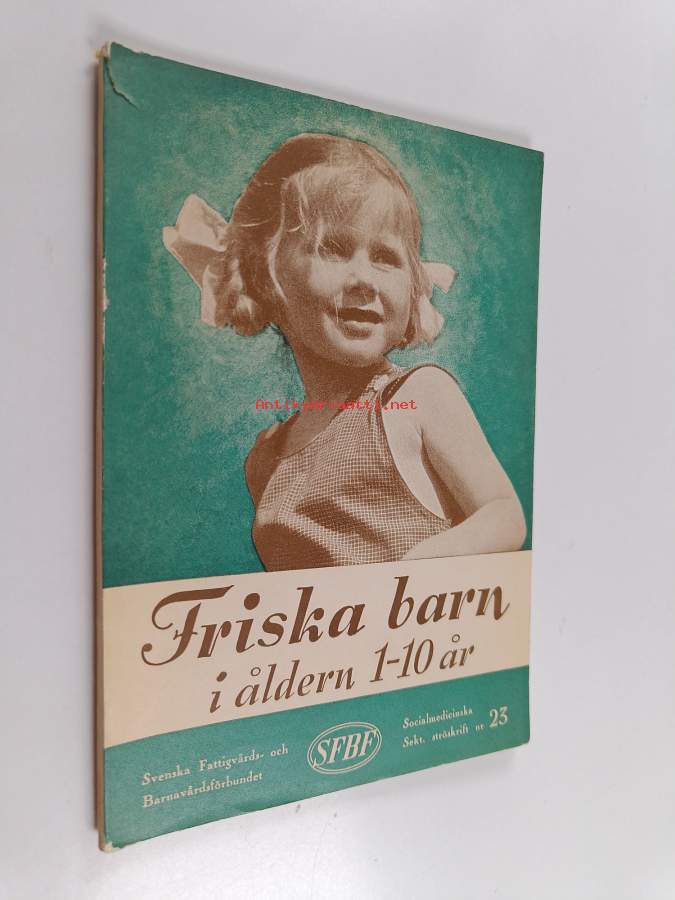 Antikvariaatti.net
Friska barn
i åldern 1-10 år
Svenska Fattigvårds- och
Barnavårdsförbundet
SFBF
Socialmedicinska
Sekt. ströskrift nr 23